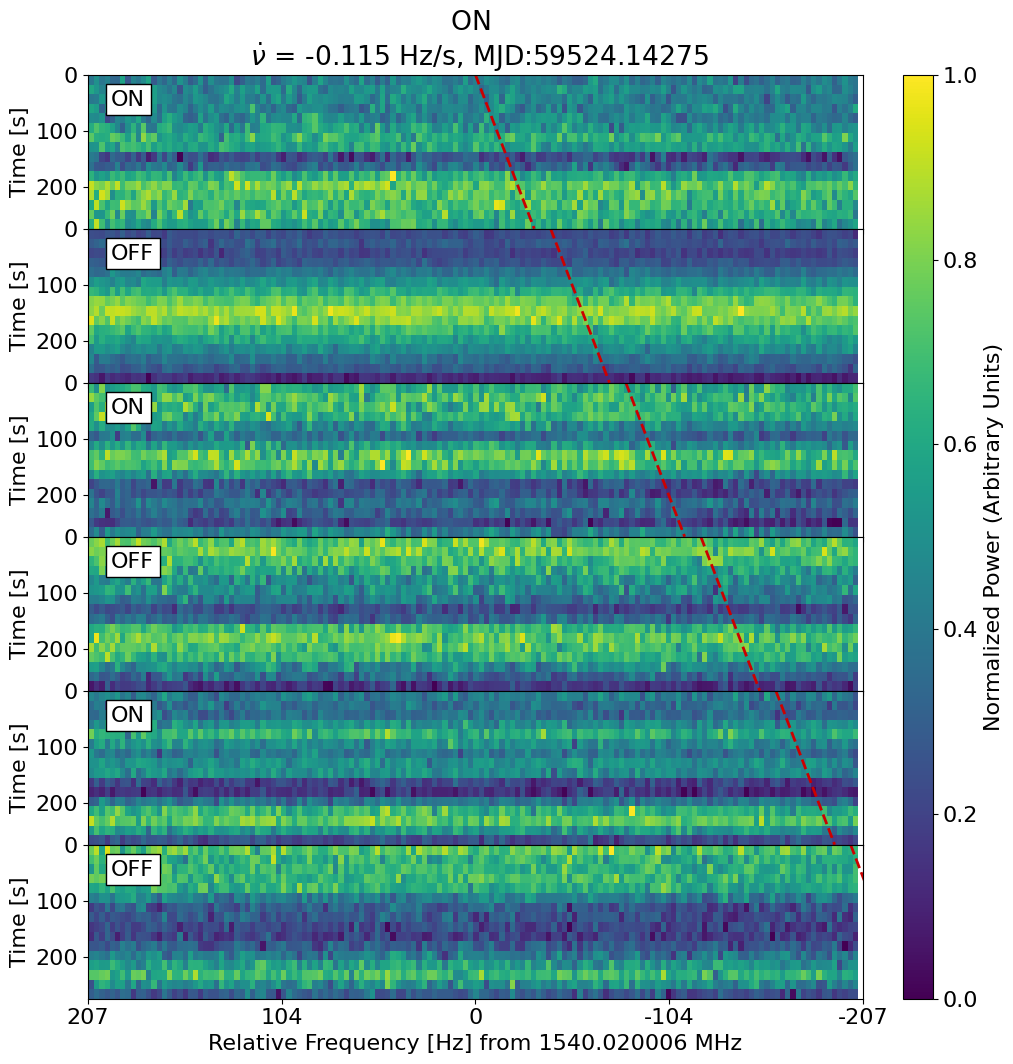 ON
ν̇ = -0.115 Hz/s, MJD:59524.14275
0
ON
100
Time [s]
200
0
OFF
100
Time [s]
200
0
ON
100
Time [s]
200
0
OFF
100
Time [s]
200
0
ON
100
Time [s]
200
0
OFF
100
Time [s]
200
207 104 0 -104 -207
Relative Frequency [Hz] from 1540.020006 MHz
1.0
0.8
0.6
0.4
0.2
0.0
Normalized Power (Arbitrary Units)